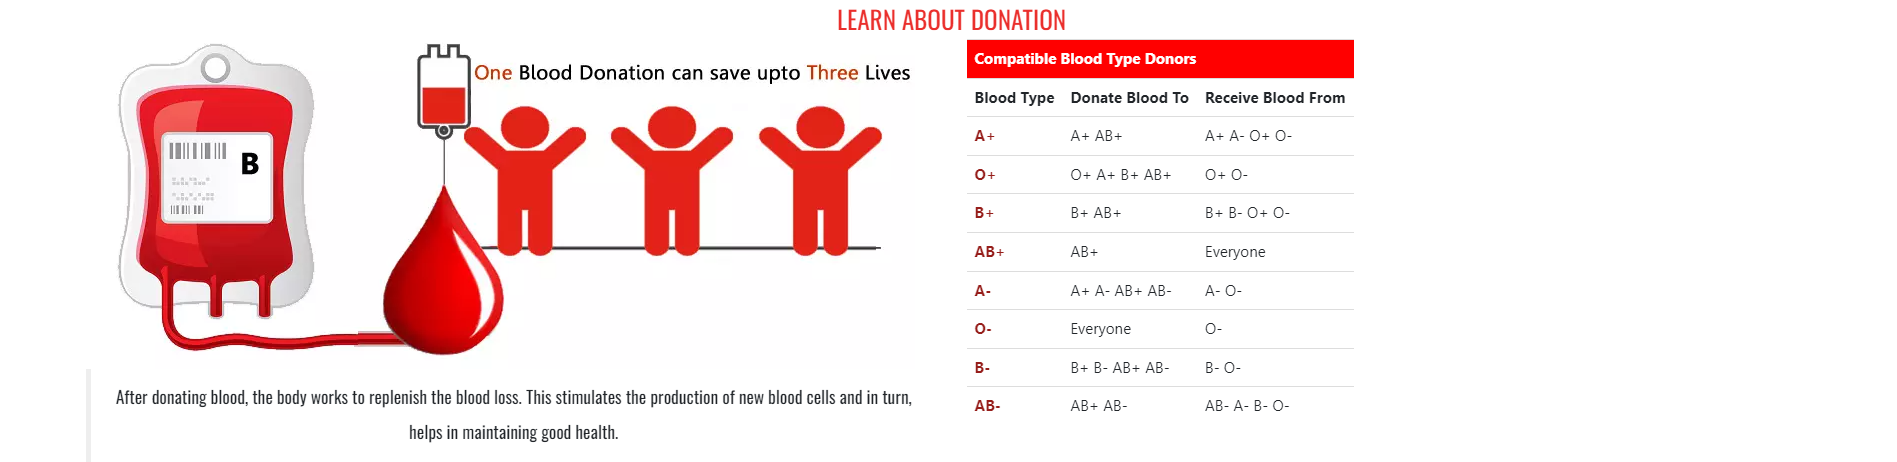 LEARN ABOUT DONATION
B
One Blood Donation can save upto Three Lives
After donating blood, the body works to replenish the blood loss. This stimulates the production of new blood cells and in turn,
helps in maintaining good health.
Compatible Blood Type Donors
Blood Type Donate Blood To Receive Blood From
A+ A+ AB+ A+ A- O+ O-
O+ O+ A+ B+ AB+ O+ O-
B+ B+ AB+ B+ B- O+ O-
AB+ AB+ Everyone
A- A+ A- AB+ AB- A- O-
O- Everyone O-
B- B+ B- AB+ AB- B- O-
AB- AB+ AB- AB- A- B- O-